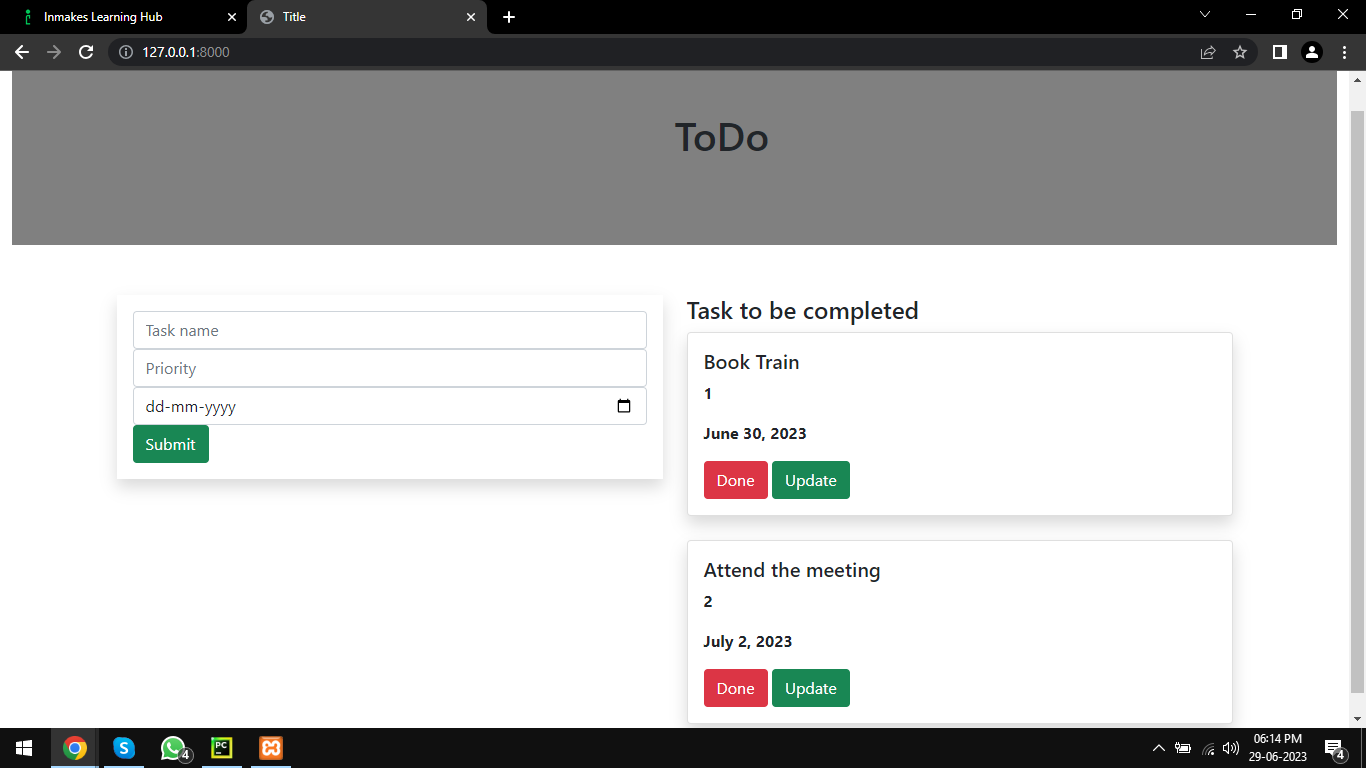 Inmakes Learning Hub
Title
127.0.0.1:8000
ToDo
Task name
Priority
dd-mm-yyyy
Submit
Task to be completed
Book Train
1
June 30, 2023
Done Update
Attend the meeting
2
July 2, 2023
Done Update
S
4
PC
06:14 PM
29-06-2023
4